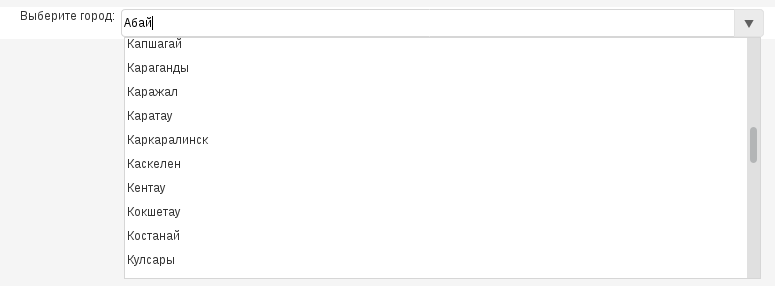 Выберите город: Абай
Капшагай
Караганды
Каражал
Каратау
Каркаралинск
Каскелен
Кентау
Кокшетау
Костанай
Кулсары